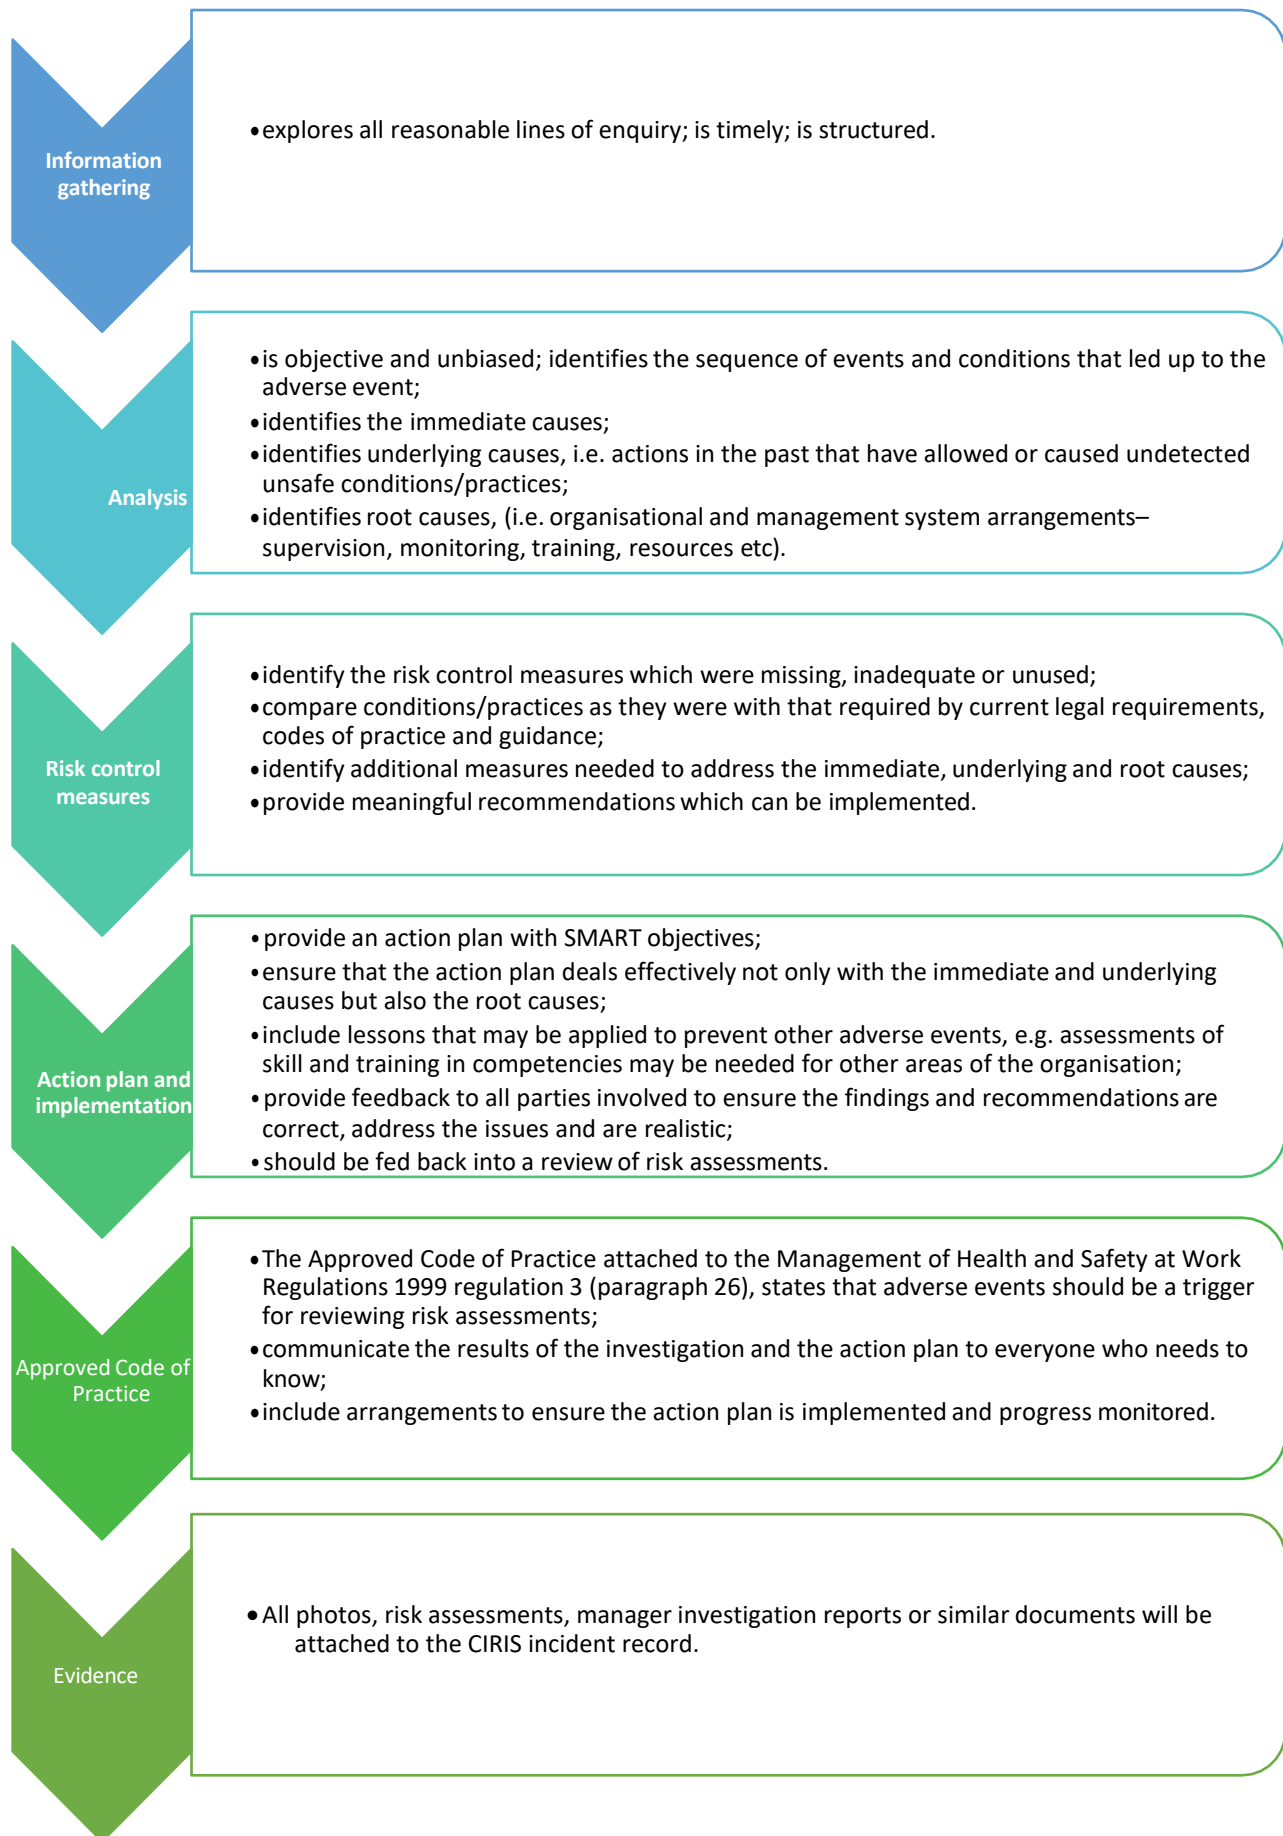 Information
gathering
•explores all reasonable lines of enquiry; is timely; is structured.
Analysis
•is objective and unbiased; identifies the sequence of events and conditions that led up to the
adverse event;
•identifies the immediate causes;
•identifies underlying causes, i.e. actions in the past that have allowed or caused undetected
unsafe conditions/practices;
•identifies root causes, (i.e. organisational and management system arrangements–
supervision, monitoring, training, resources etc).
Risk control
measures
•identify the risk control measures which were missing, inadequate or unused;
•compare conditions/practices as they were with that required by current legal requirements,
codes of practice and guidance;
•identify additional measures needed to address the immediate, underlying and root causes;
•provide meaningful recommendations which can be implemented.
Action plan and
implementation
•provide an action plan with SMART objectives;
•ensure that the action plan deals effectively not only with the immediate and underlying
causes but also the root causes;
•include lessons that may be applied to prevent other adverse events, e.g. assessments of
skill and training in competencies may be needed for other areas of the organisation;
•provide feedback to all parties involved to ensure the findings and recommendations are
correct, address the issues and are realistic;
•should be fed back into a review of risk assessments.
Approved Code of
Practice
•The Approved Code of Practice attached to the Management of Health and Safety at Work
Regulations 1999 regulation 3 (paragraph 26), states that adverse events should be a trigger
for reviewing risk assessments;
•communicate the results of the investigation and the action plan to everyone who needs to
know;
•include arrangements to ensure the action plan is implemented and progress monitored.
Evidence
•All photos, risk assessments, manager investigation reports or similar documents will be
attached to the CIRIS incident record.